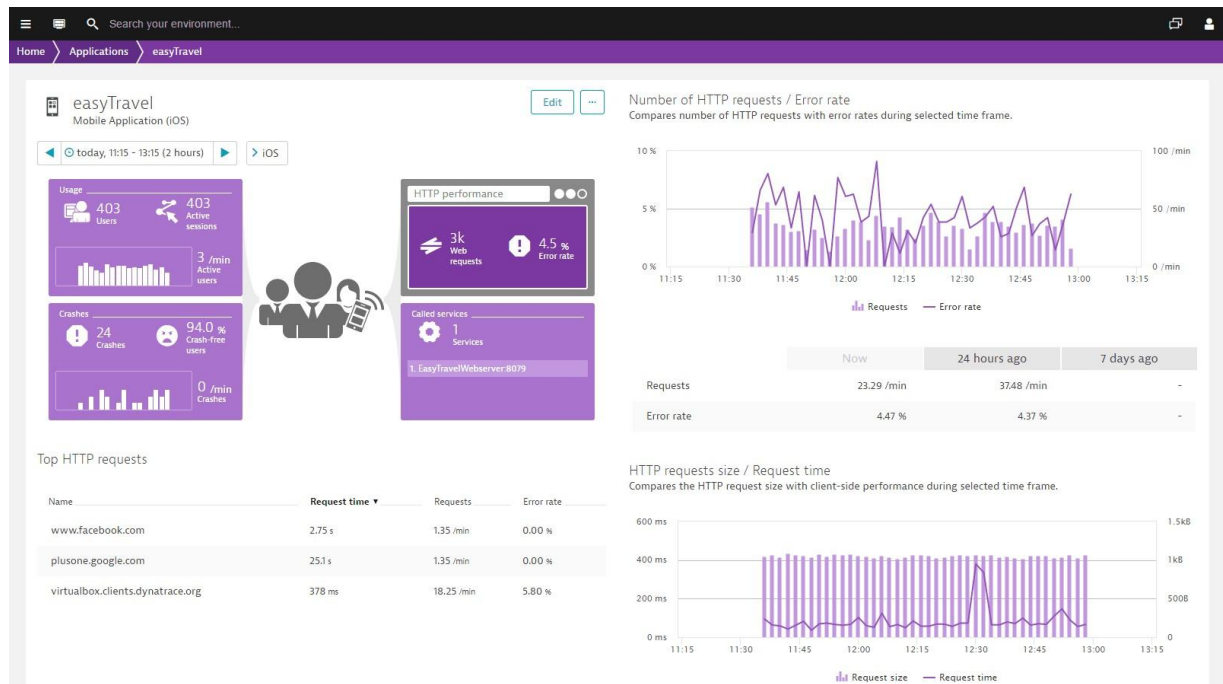 Search your environment...
Home Applications easyTravel
easyTravel
Mobile Application (iOS)
Edit ...
today, 11:15 - 13:15 (2 hours)
iOS
Usage
403
Users
403
Active
sessions
3 /min
Active
users
Crashes
24
Crashes
94.0 %
Crash-free
users
0 /min
Crashes
HTTP performance
3k
Web
requests
4.5 %
Error rate
Called services
1
Services
1. EasyTravelWebserver:8079
Top HTTP requests
Name Request time ▼ Requests Error rate
www.facebook.com 2.75 s 1.35 /min 0.00 %
plusone.google.com 25.1 s 1.35 /min 0.00 %
virtualbox.clients.dynatrace.org 378 ms 18.25 /min 5.80 %
Number of HTTP requests / Error rate
Compares number of HTTP requests with error rates during selected time frame.
10 % 100 /min
5 % 50 /min
0 % 0 /min
11:15 11:30 11:45 12:00 12:15 12:30 12:45 13:00 13:15
Requests Error rate
Now 24 hours ago 7 days ago
Requests 23.29 /min 37.48 /min -
Error rate 4.47 % 4.37 % -
HTTP requests size / Request time
Compares the HTTP request size with client-side performance during selected time frame.
600 ms 1.5kB
400 ms 1kB
200 ms 500B
0 ms 0
11:15 11:30 11:45 12:00 12:15 12:30 12:45 13:00 13:15
Request size Request time